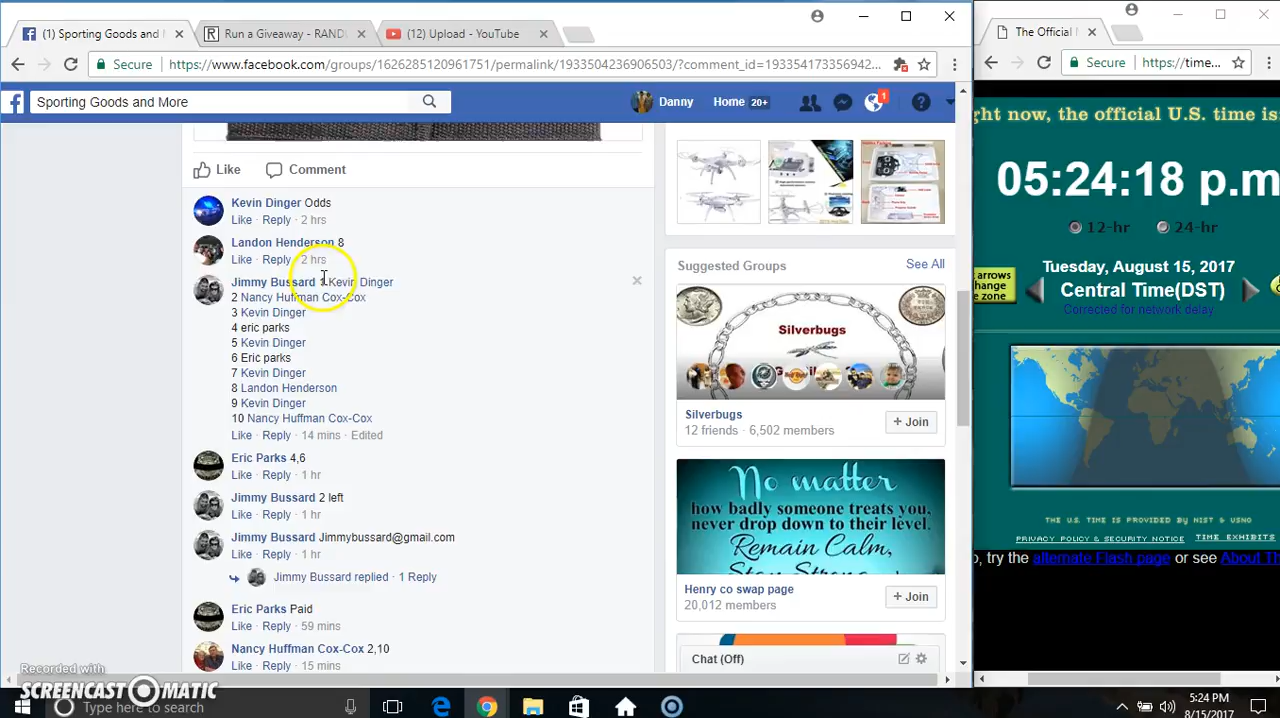 (1) Sporting Goods and
Run a Giveaway - RAND
(12) Upload - YouTube
The Official
Secure
https://www.facebook.com/groups/1626285120961751/permalink/1933504236906503/?comment_id=193354173356942...
Secure
https://time...
Sporting Goods and More
Danny
Home 20+
1
ght now, the official U.S. time is
05:24:18 p.m
12-hr
24-hr
Tuesday, August 15, 2017
Central Time(DST)
Corrected for network delay
arrows
change
e zone
THE U.S. TIME IS PROVIDED BY NIST & USNO
PRIVACY POLICY & SECURITY NOTICE
TIME EXHIBITS
o, try the alternate Flash page or see About T
Like
Comment
Kevin Dinger Odds
Like · Reply · 2 hrs
Landon Henderson 8
Like · Reply · 2 hrs
Jimmy Bussard 1 Kevin Dinger
2 Nancy Huffman Cox-Cox
3 Kevin Dinger
4 eric parks
5 Kevin Dinger
6 Eric parks
7 Kevin Dinger
8 Landon Henderson
9 Kevin Dinger
10 Nancy Huffman Cox-Cox
Like · Reply · 14 mins · Edited
Eric Parks 4,6
Like · Reply · 1 hr
Jimmy Bussard 2 left
Like · Reply · 1 hr
Jimmy Bussard Jimmybussard@gmail.com
Like · Reply · 1 hr
Jimmy Bussard replied · 1 Reply
Eric Parks Paid
Like · Reply · 59 mins
Nancy Huffman Cox-Cox 2,10
Like · Reply · 15 mins
Suggested Groups
See All
Silverbugs
Silverbugs
12 friends · 6,502 members
+ Join
No matter
how badly someone treats you,
never drop down to their level.
Remain Calm,
Henry co swap page
20,012 members
+ Join
Chat (Off)
Recorded with
SCREENCAST-O-MATIC
Type here to search
5:24 PM
8/15/2017